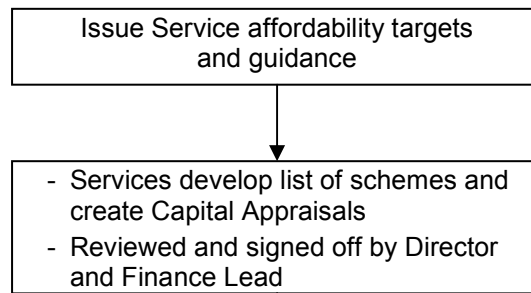 Issue Service affordability targets
and guidance
- Services develop list of schemes and
create Capital Appraisals
- Reviewed and signed off by Director
and Finance Lead